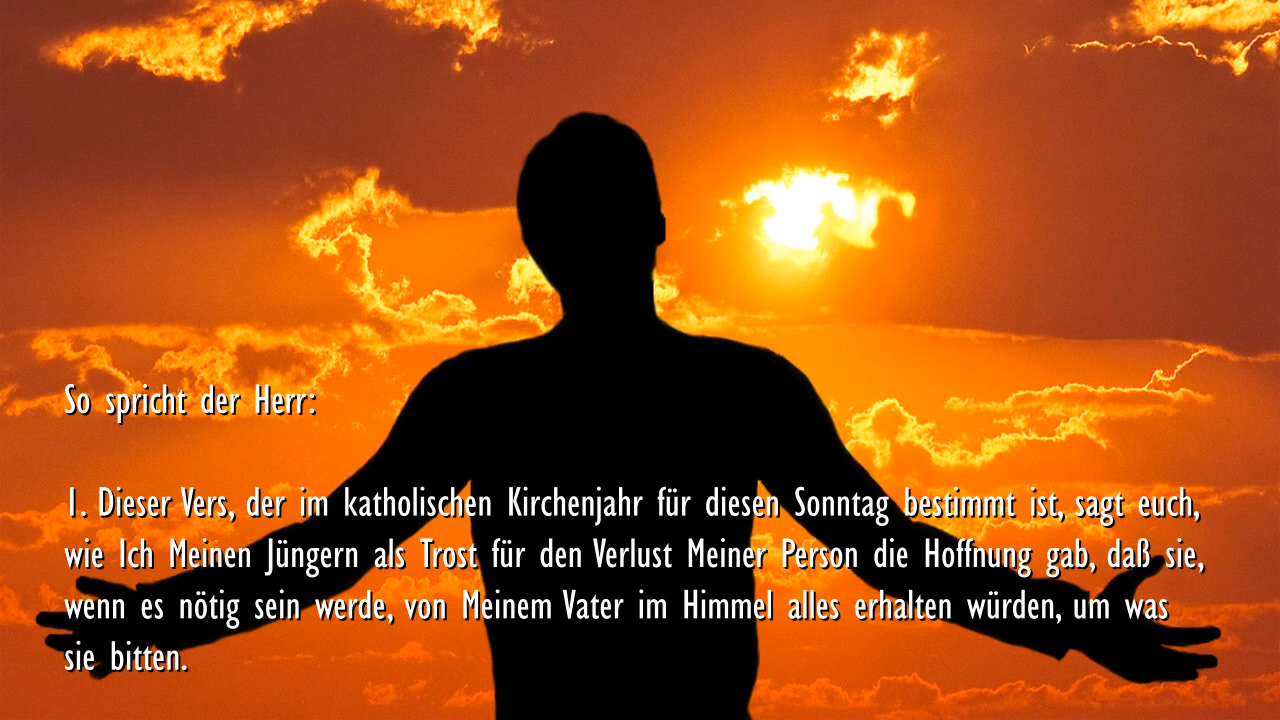 So spricht der Herr:
1. Dieser Vers, der im katholischen Kirchenjahr für diesen Sonntag bestimmt ist, sagt euch,
wie Ich Meinen Jüngern als Trost für den Verlust Meiner Person die Hoffnung gab, daß sie,
wenn es nötig sein werde, von Meinem Vater im Himmel alles erhalten würden, um was
sie bitten.